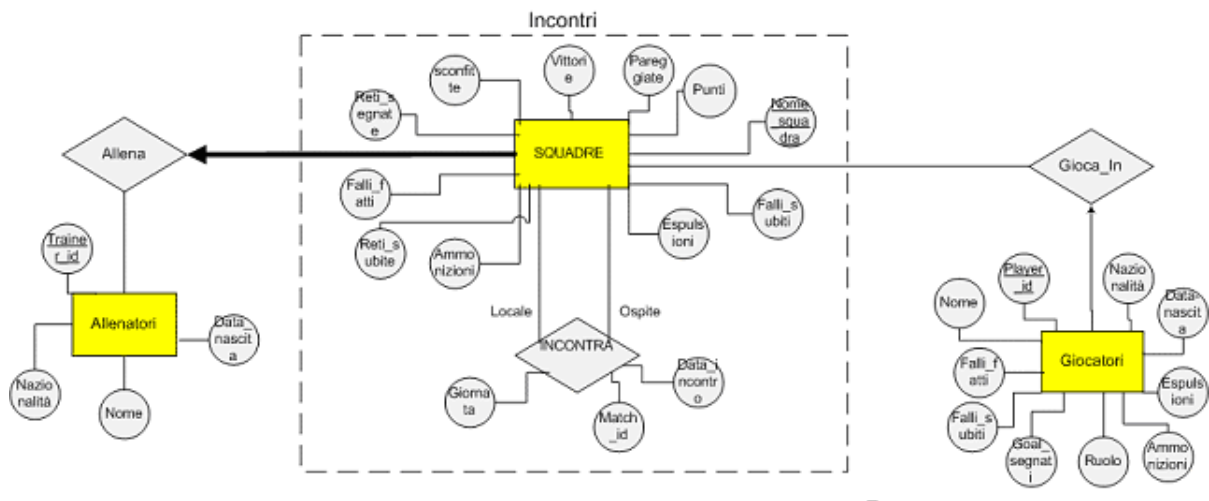 Incontri
sconfit
te
Vittori
e
Pareg
giate
Punti
Reti_s
egnat
e
Nome
_squa
dra
SQUADRE
Allena
Gioca_In
Falli_f
atti
Falli_s
ubiti
Espuls
ioni
Reti_s
ubite
Ammo
nizioni
Traine
r_id
Locale
Ospite
Allenatori
Data_
nascit
a
Nazio
nalità
Nome
INCONTRA
Giorna
ta
Match
_id
Data_i
ncontr
o
Player
_id
Nazio
nalità
Nome
Data-
nascit
a
Giocatori
Falli_f
atti
Espuls
ioni
Falli_s
ubiti
Goal_
segnat
i
Ruolo
Ammo
nizioni